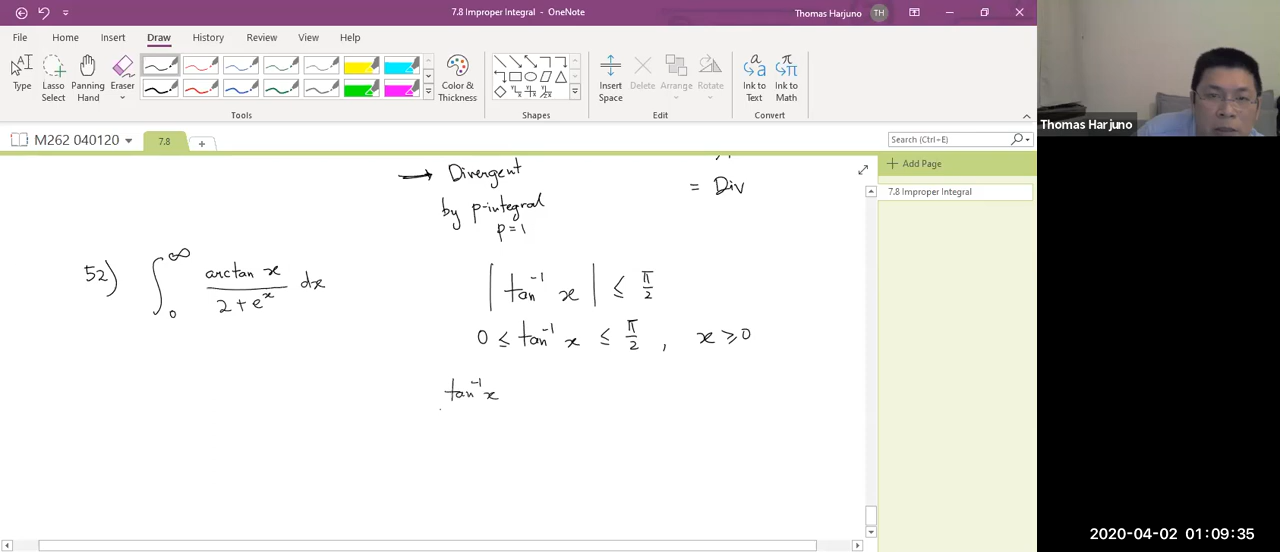 7.8 Improper Integral - OneNote
Thomas Harjuno TH
File Home Insert Draw History Review View Help
Type Lasso Select Panning Hand Eraser Color & Thickness Insert Space Delete Arrange Rotate Ink to Text Ink to Math
Tools Shapes Edit Convert
M262 040120 7.8
Search (Ctrl+E)
Add Page
7.8 Improper Integral
Thomas Harjuno
→ Divergent
by p-integral
p = 1
= Div
52) ∫₀^∞ arctan x / (2 + eˣ) dx
| tan⁻¹ x | ≤ π/2
0 ≤ tan⁻¹ x ≤ π/2 , x ≥ 0
tan⁻¹ x
2020-04-02 01:09:35